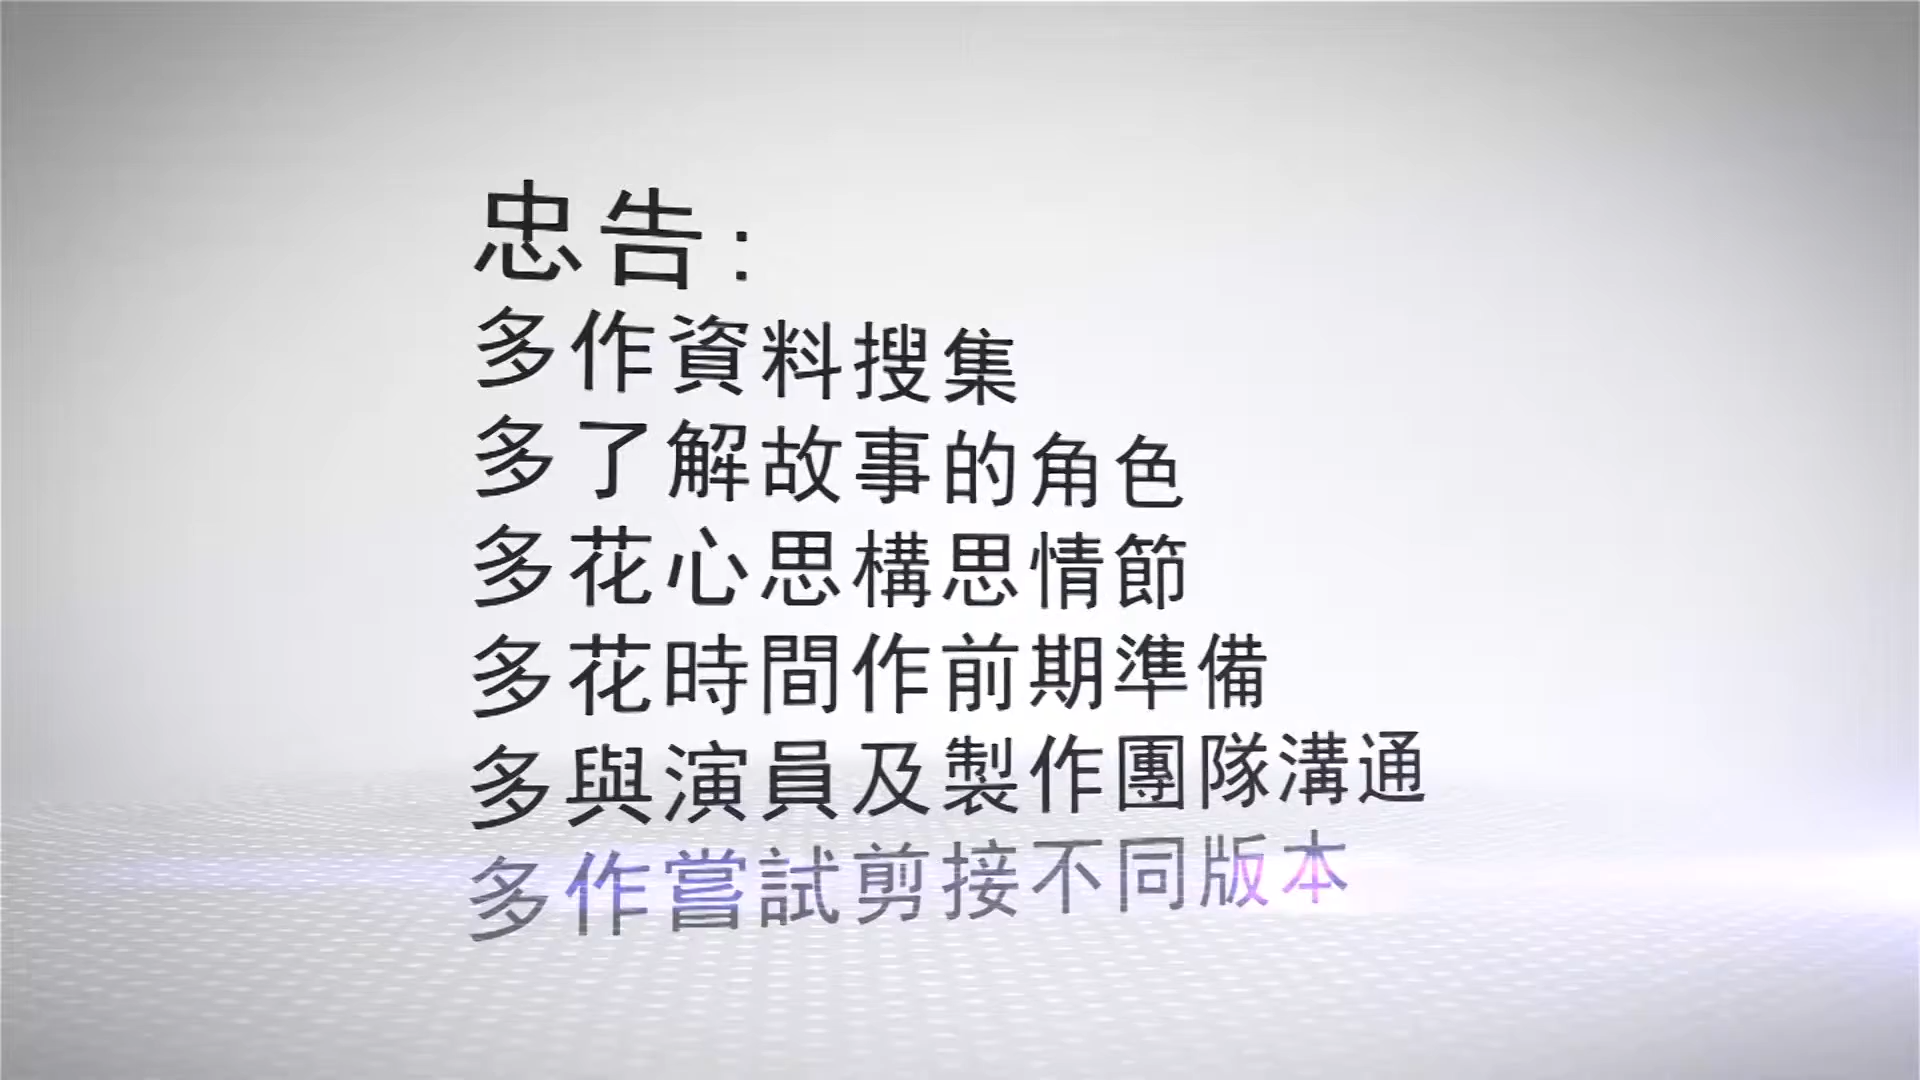 忠告:
多作資料搜集
多了解故事的角色
多花心思構思情節
多花時間作前期準備
多與演員及製作團隊溝通
多作嘗試剪接不同版本